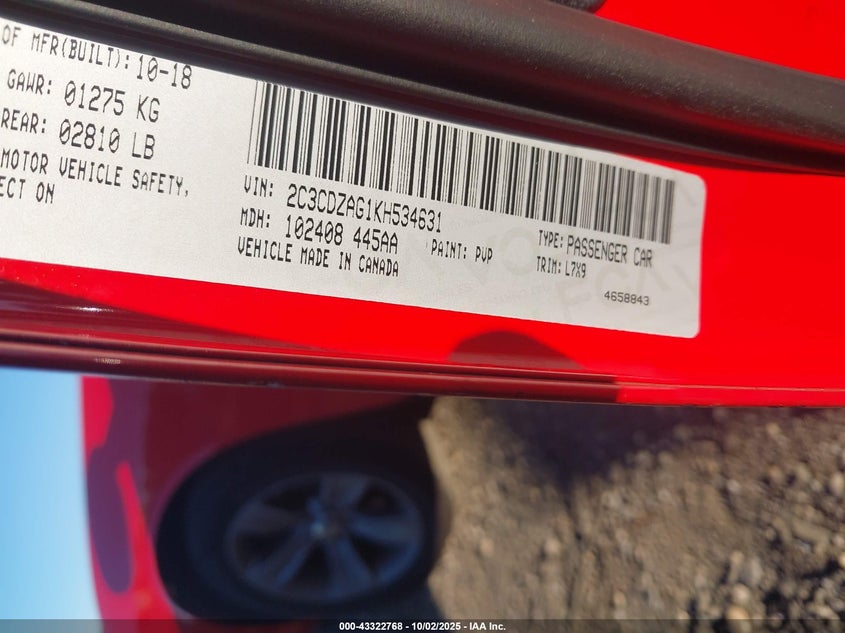 OF MFR(BUILT): 10-18
GAWR: 01275 KG
REAR: 02810 LB
MOTOR VEHICLE SAFETY,
ECT ON
VIN: 2C3CDZAG1KH534631
MDH: 102408 445AA
PAINT: PVP
TYPE: PASSENGER CAR
VEHICLE MADE IN CANADA
TRIM: L7X9
4658843
000-43322768 - 10/02/2025 - IAA Inc.